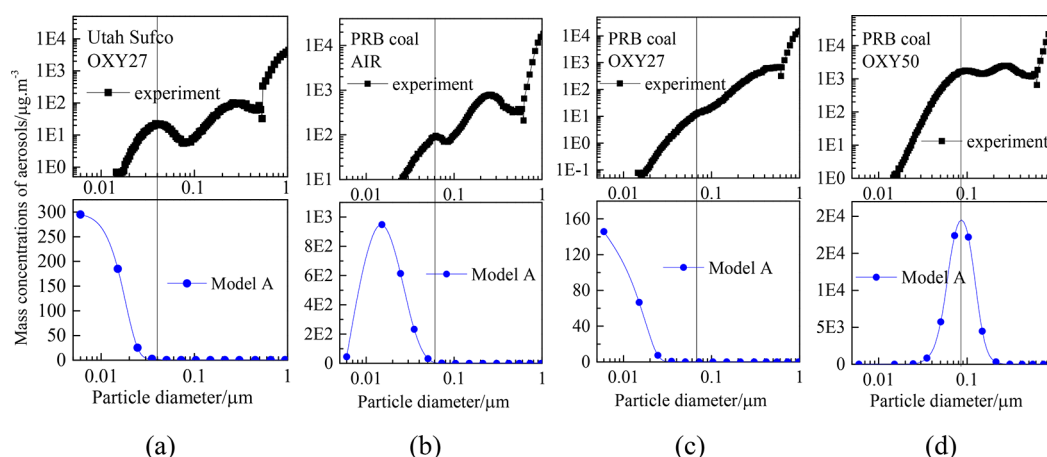 Mass concentrations of aerosols/μg.m-3
1E4
1E3
1E2
1E1
1E0
Utah Sufco
OXY27
experiment
0.01
0.1
1
300
250
200
150
100
50
0
Model A
0.01
0.1
1
Particle diameter/μm
(a)
1E4
1E3
1E2
1E1
PRB coal
AIR
experiment
0.01
0.1
1
1E3
8E2
6E2
4E2
2E2
0
Model A
0.01
0.1
1
Particle diameter/μm
(b)
1E4
1E3
1E2
1E1
1E0
1E-1
PRB coal
OXY27
experiment
0.01
0.1
1
160
120
80
40
0
Model A
0.01
0.1
1
Particle diameter/μm
(c)
1E4
1E3
1E2
1E1
1E0
PRB coal
OXY50
experiment
0.01
0.1
1
2E4
2E4
1E4
5E3
0
Model A
0.01
0.1
1
Particle diameter/μm
(d)